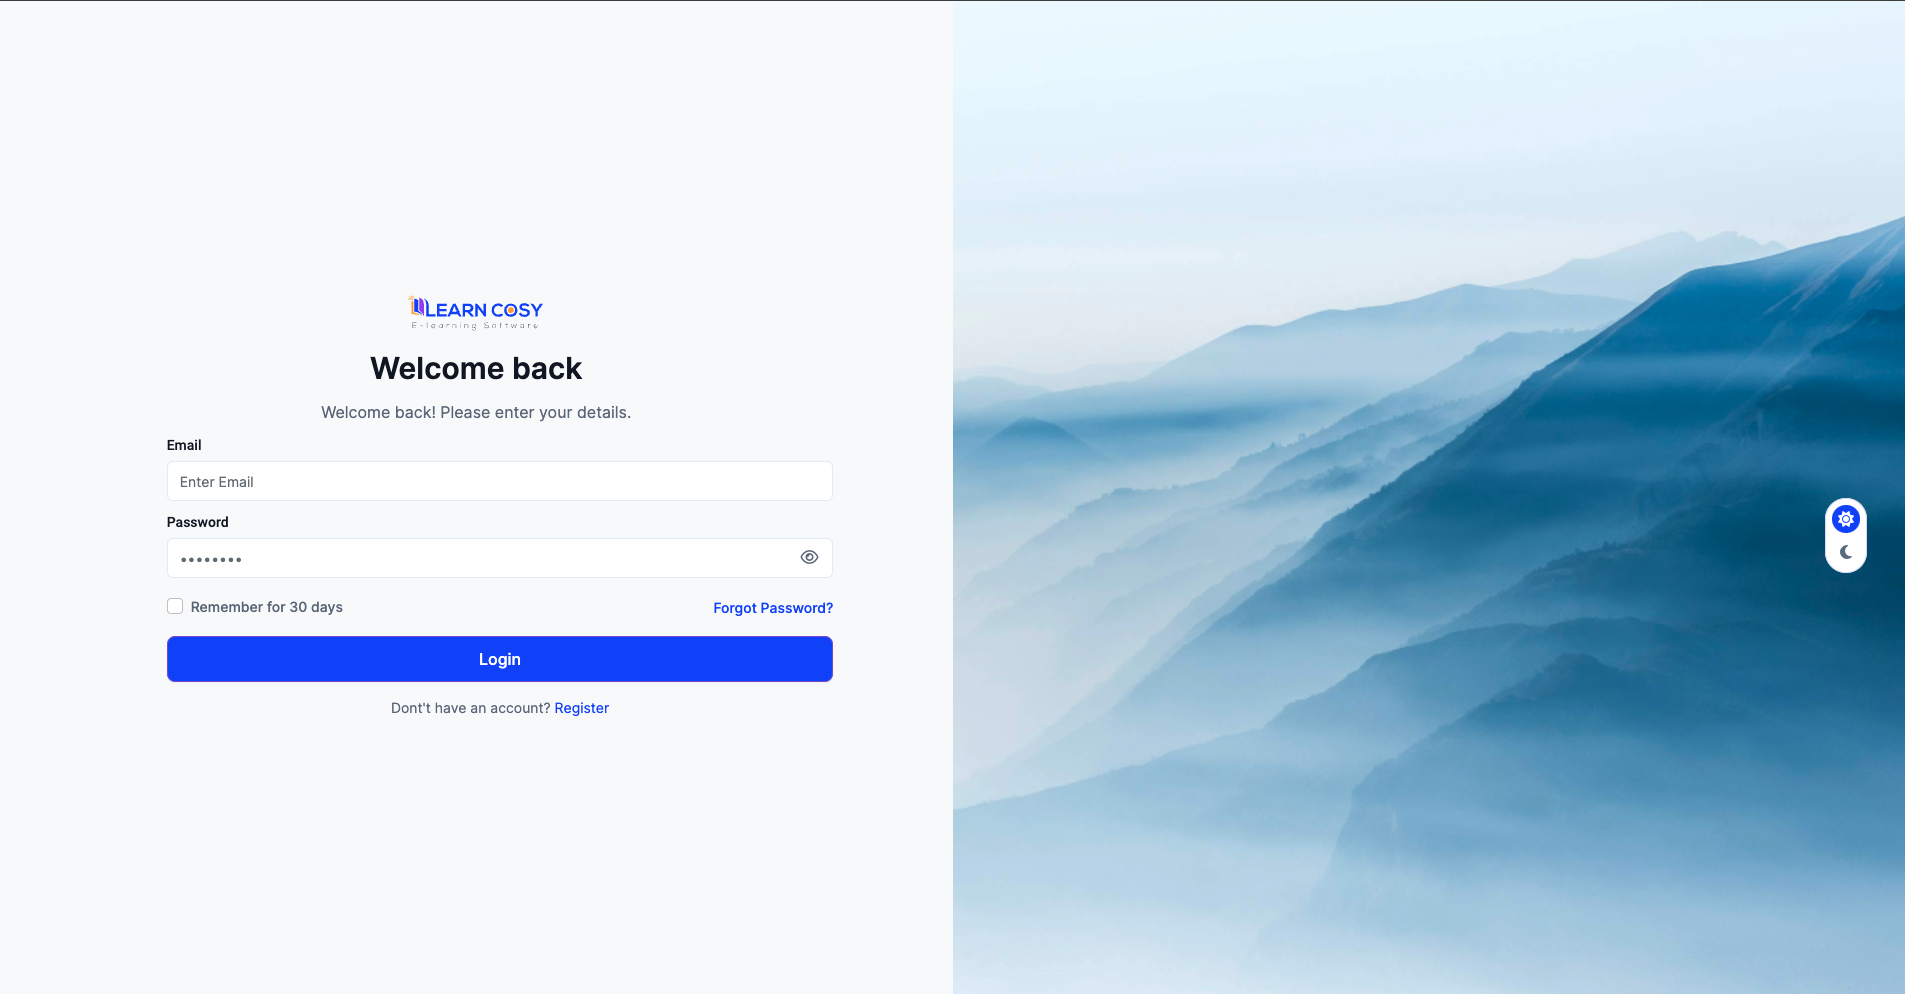 LEARN COSY
E-learning Software
Welcome back
Welcome back! Please enter your details.
Email
Enter Email
Password
••••••••
Remember for 30 days
Forgot Password?
Login
Dont't have an account? Register